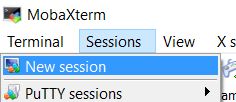 MobaXterm
Terminal Sessions View X s
New session
PuTTY sessions